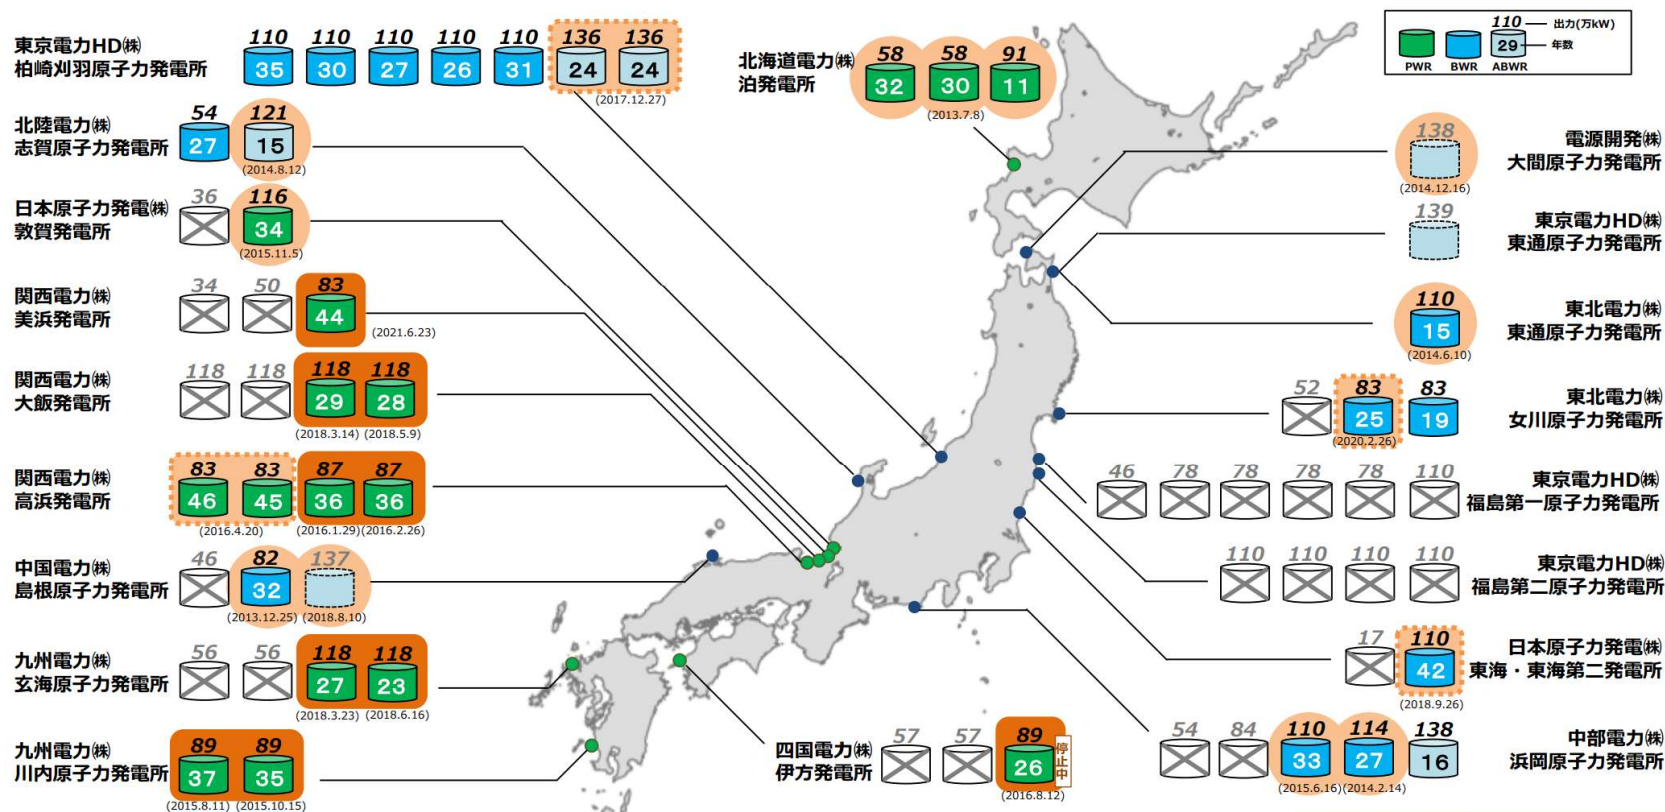 東京電力HD㈱
柏崎刈羽原子力発電所
110 110 110 110 110 136 136
35 30 27 26 31 24 24
(2017.12.27)
北陸電力㈱
志賀原子力発電所
54 121
27 15
(2014.8.12)
日本原子力発電㈱
敦賀発電所
36 116
34
(2015.11.5)
関西電力㈱
美浜発電所
34 50 83
44
(2021.6.23)
関西電力㈱
大飯発電所
118 118 118 118
29 28
(2018.3.14) (2018.5.9)
関西電力㈱
高浜発電所
83 83 87 87
46 45 36 36
(2016.4.20) (2016.1.29) (2016.2.26)
中国電力㈱
島根原子力発電所
46 82 137
32
(2013.12.25) (2018.8.10)
九州電力㈱
玄海原子力発電所
56 56 118 118
27 23
(2018.3.23) (2018.6.16)
九州電力㈱
川内原子力発電所
89 89
37 35
(2015.8.11) (2015.10.15)
北海道電力㈱
泊発電所
58 58 91
32 30 11
(2013.7.8)
四国電力㈱
伊方発電所
57 57 89
26
停止中
(2016.8.12)
110 出力(万kW)
29 年数
PWR BWR ABWR
138
(2014.12.16)
電源開発㈱
大間原子力発電所
139
東京電力HD㈱
東通原子力発電所
110
15
(2014.6.10)
東北電力㈱
東通原子力発電所
52 83 83
25 19
(2020.2.26)
東北電力㈱
女川原子力発電所
46 78 78 78 78 110
東京電力HD㈱
福島第一原子力発電所
110 110 110 110
東京電力HD㈱
福島第二原子力発電所
17 110
42
(2018.9.26)
日本原子力発電㈱
東海・東海第二発電所
54 84 110 114 138
33 27 16
(2015.6.16) (2014.2.14)
中部電力㈱
浜岡原子力発電所